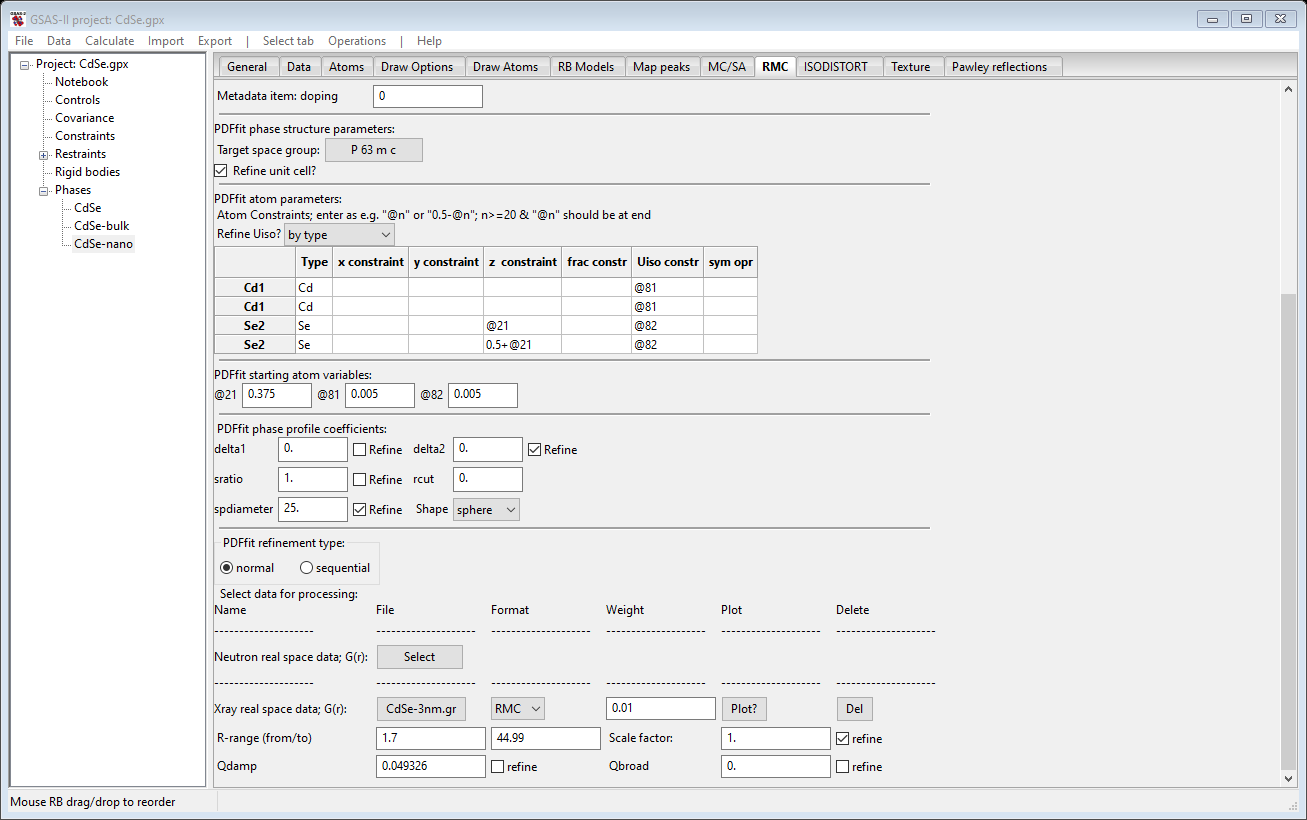 GSAS-II project: CdSe.gpx
File Data Calculate Import Export | Select tab Operations | Help
Project: CdSe.gpx
Notebook
Controls
Covariance
Constraints
Restraints
Rigid bodies
Phases
CdSe
CdSe-bulk
CdSe-nano
General Data Atoms Draw Options Draw Atoms RB Models Map peaks MC/SA RMC ISODISTORT Texture Pawley reflections
Metadata item: doping 0
PDFfit phase structure parameters:
Target space group: P 63 m c
Refine unit cell?
PDFfit atom parameters:
Atom Constraints; enter as e.g. "@n" or "0.5-@n"; n>=20 & "@n" should be at end
Refine Uiso? by type
Type x constraint y constraint z constraint frac constr Uiso constr sym opr
Cd1 Cd @81
Cd1 Cd @81
Se2 Se @21 @82
Se2 Se 0.5+@21 @82
PDFfit starting atom variables:
@21 0.375 @81 0.005 @82 0.005
PDFfit phase profile coefficients:
delta1 0. Refine delta2 0. Refine
sratio 1. Refine rcut 0.
spdiameter 25. Refine Shape sphere
PDFfit refinement type:
normal sequential
Select data for processing:
Name File Format Weight Plot Delete
-------------------- -------------------- -------------------- -------------------- -------------------- --------------------
Neutron real space data; G(r): Select
-------------------- -------------------- -------------------- -------------------- -------------------- --------------------
Xray real space data; G(r): CdSe-3nm.gr RMC 0.01 Plot? Del
R-range (from/to) 1.7 44.99 Scale factor: 1. refine
Qdamp 0.049326 refine Qbroad 0. refine
Mouse RB drag/drop to reorder